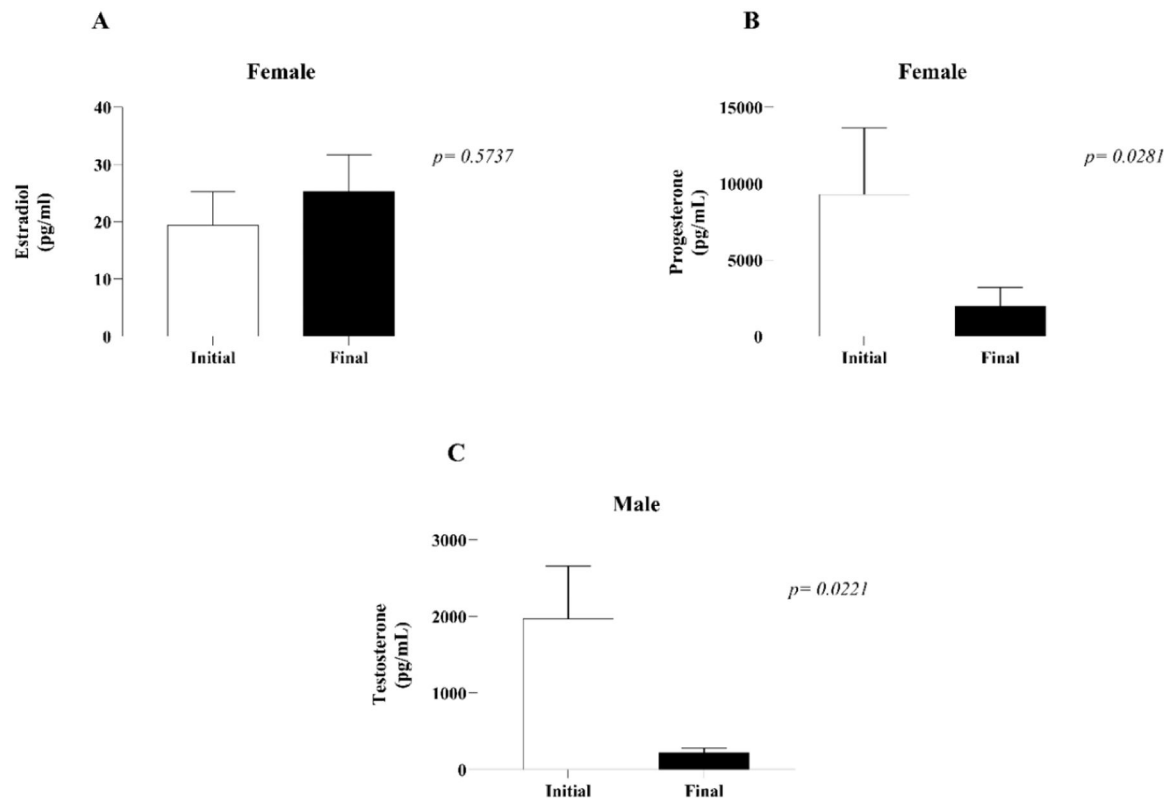 A
Female
Estradiol
(pg/ml)
40
30
20
10
0
Initial
Final
p= 0.5737
B
Female
Progesterone
(pg/mL)
15000
10000
5000
0
Initial
Final
p= 0.0281
C
Male
Testosterone
(pg/mL)
3000
2000
1000
0
Initial
Final
p= 0.0221